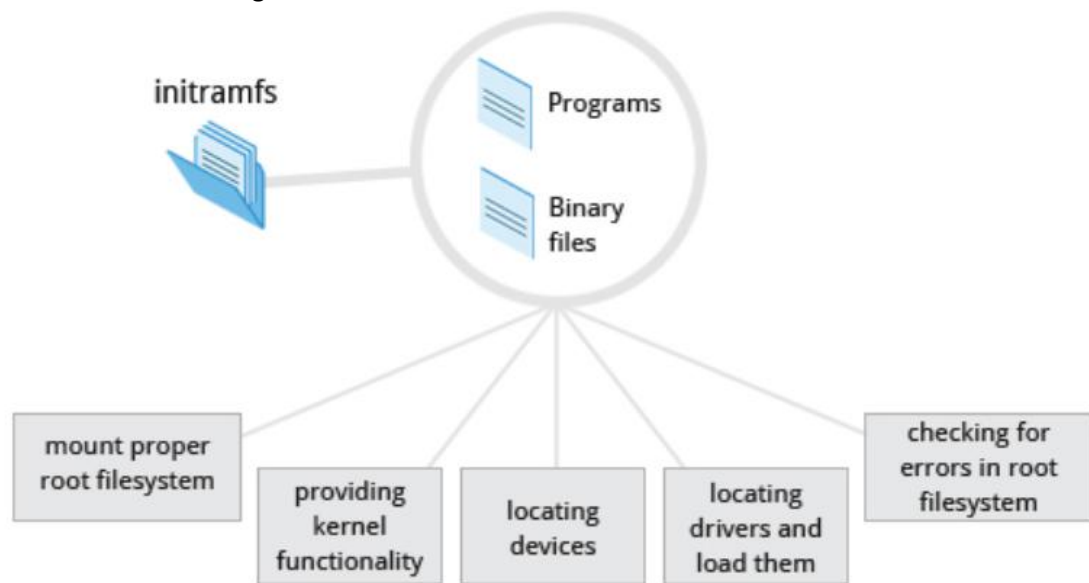 initramfs
Programs
Binary
files
mount proper
root filesystem
providing
kernel
functionality
locating
devices
locating
drivers and
load them
checking for
errors in root
filesystem